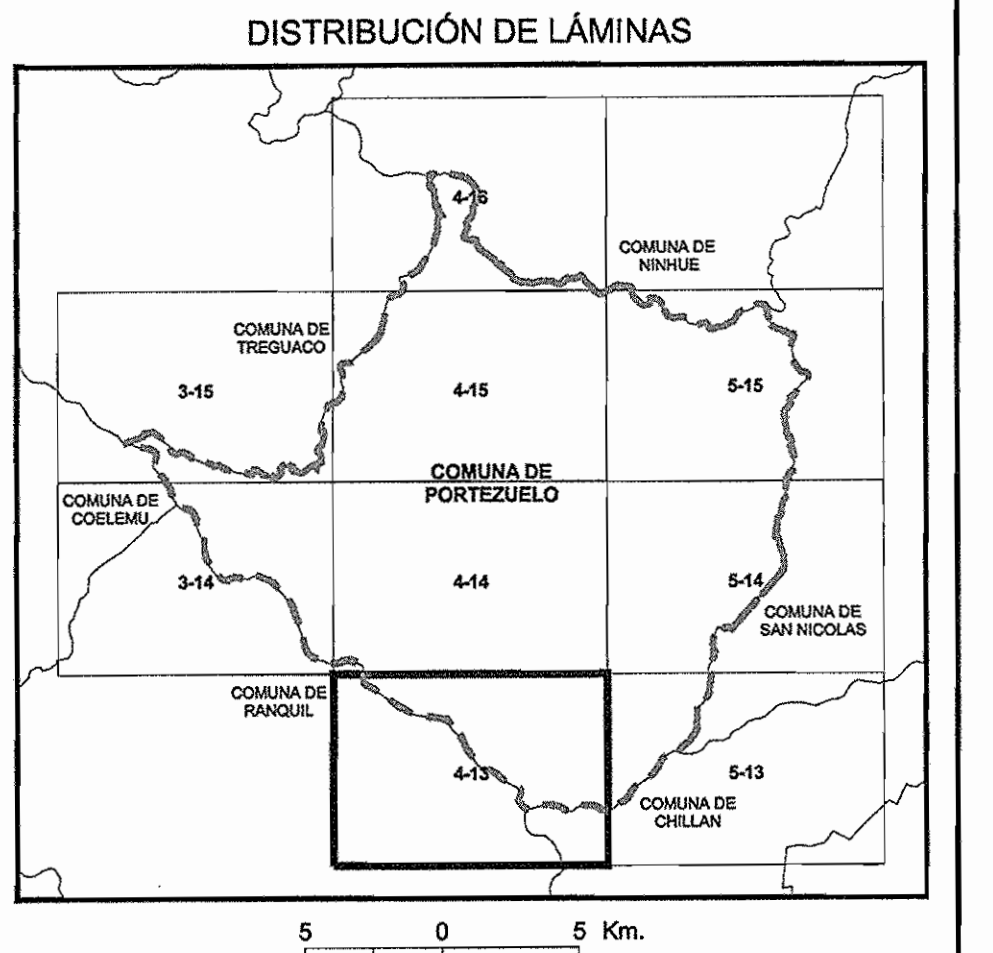 DISTRIBUCIÓN DE LÁMINAS
4-16
COMUNA DE
NINHUE
COMUNA DE
TREGUACO
3-15
4-15
5-15
COMUNA DE
PORTEZUELO
COMUNA DE
COELEMU
3-14
4-14
5-14
COMUNA DE
SAN NICOLAS
COMUNA DE
RANQUIL
4-13
5-13
COMUNA DE
CHILLAN
5 0 5 Km.